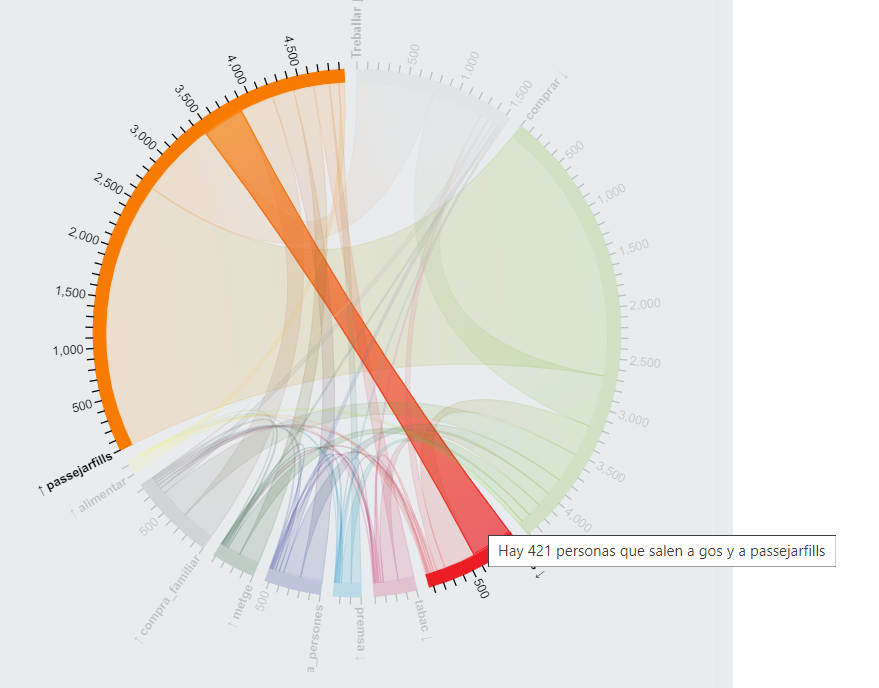 Treballar
500
1,000
1,500
comprar ↓
500
1,000
1,500
2,000
2,500
3,000
3,500
4,000
Hay 421 personas que salen a gos y a passejarfills
500
tabac ↓
prensa ↓
a_persones
500
↑ metge
↑ compra_familiar
500
↑ alimentar
↑ passejarfills
500
1,000
1,500
2,000
2,500
3,000
3,500
4,000
4,500